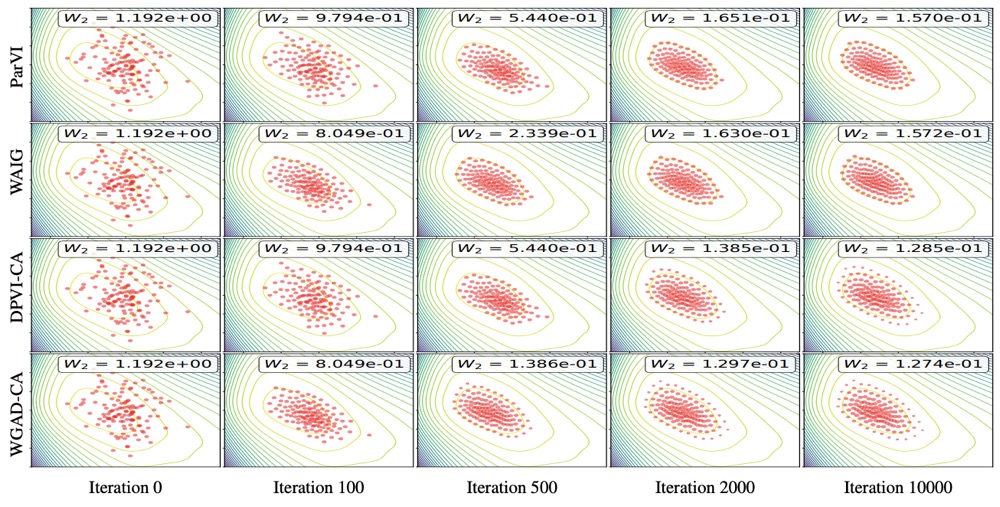 ParVI
W₂ = 1.192e+00
W₂ = 9.794e-01
W₂ = 5.440e-01
W₂ = 1.651e-01
W₂ = 1.570e-01
WAIG
W₂ = 1.192e+00
W₂ = 8.049e-01
W₂ = 2.339e-01
W₂ = 1.630e-01
W₂ = 1.572e-01
DPVI-CA
W₂ = 1.192e+00
W₂ = 9.794e-01
W₂ = 5.440e-01
W₂ = 1.385e-01
W₂ = 1.285e-01
WGAD-CA
W₂ = 1.192e+00
W₂ = 8.049e-01
W₂ = 1.386e-01
W₂ = 1.297e-01
W₂ = 1.274e-01
Iteration 0
Iteration 100
Iteration 500
Iteration 2000
Iteration 10000